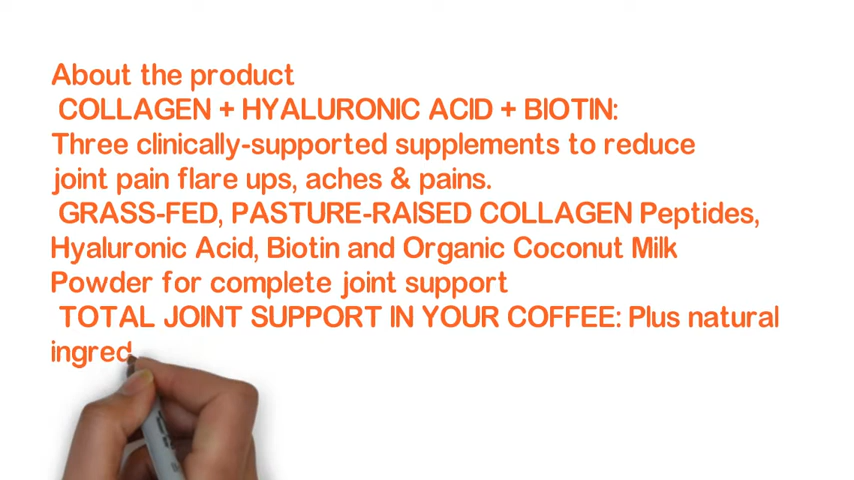 About the product
COLLAGEN + HYALURONIC ACID + BIOTIN:
Three clinically-supported supplements to reduce
joint pain flare ups, aches & pains.
GRASS-FED, PASTURE-RAISED COLLAGEN Peptides,
Hyaluronic Acid, Biotin and Organic Coconut Milk
Powder for complete joint support
TOTAL JOINT SUPPORT IN YOUR COFFEE: Plus natural
ingred